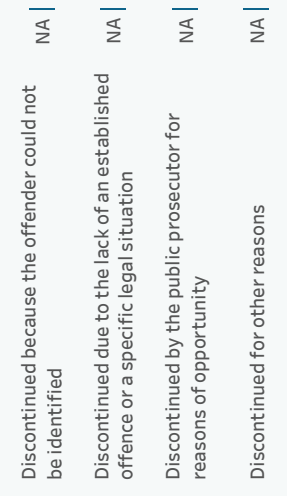 Discontinued because the offender could not
be identified
NA
Discontinued due to the lack of an established
offence or a specific legal situation
NA
Discontinued by the public prosecutor for
reasons of opportunity
NA
Discontinued for other reasons
NA